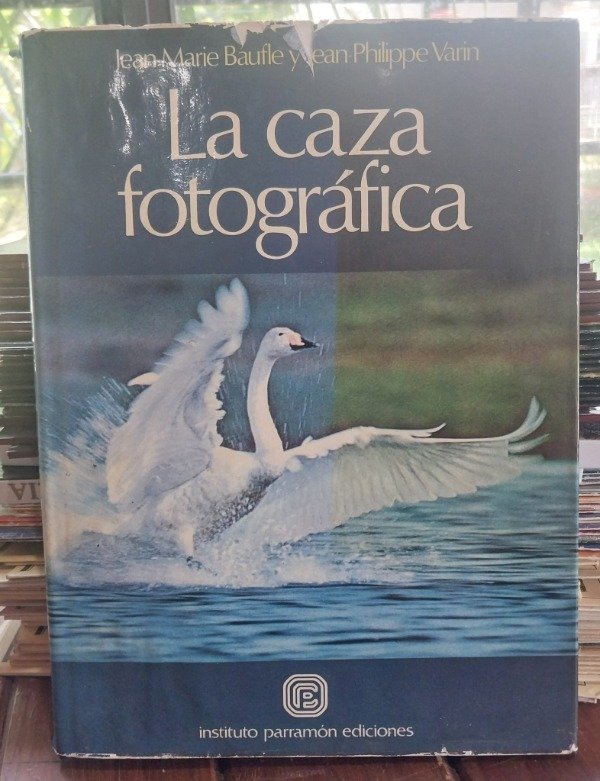 Jean Marie Baufle y Jean Philippe Varin
La caza
fotográfica
instituto parramón ediciones